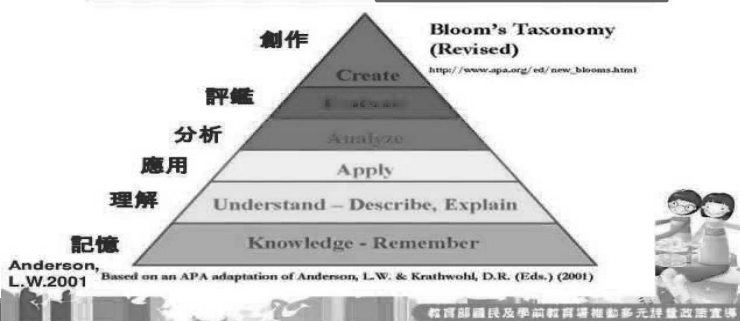 創作
Bloom's Taxonomy
(Revised)
http://www.apa.org/ed/new_blooms.html
Create
評鑑
分析
Analyze
應用
Apply
理解
Understand – Describe, Explain
記憶
Knowledge - Remember
Anderson,
L.W.2001
Based on an APA adaptation of Anderson, L.W. & Krathwohl, D.R. (Eds.) (2001)
教育部國民及學前教育署推動多元評量政策宣導